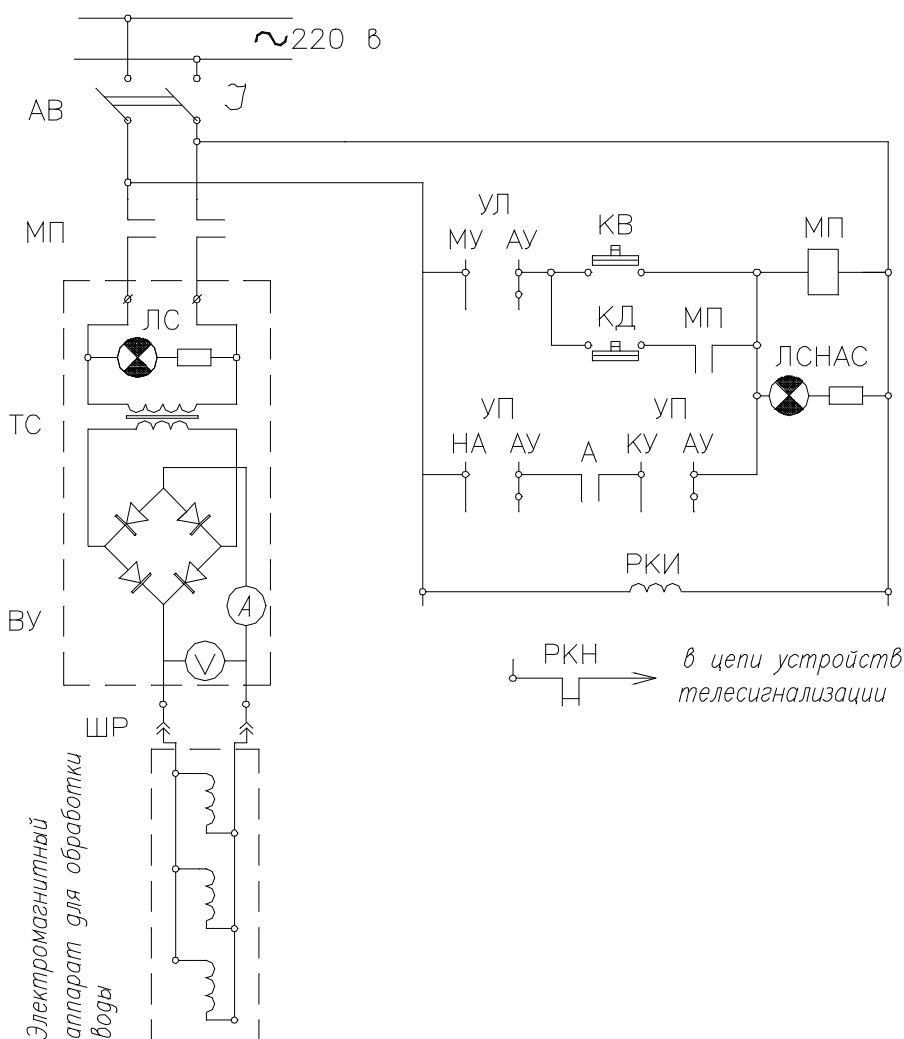 ~220 в
АВ
МП
ЛС
ТС
ВУ
A
V
ШР
Электромагнитный
аппарат для обработки
воды
УЛ
МУ АУ
КВ
МП
КД
МП
ЛСНАС
УП
УП
НА АУ
А
КУ АУ
РКИ
РКН
в цепи устройств
телесигнализации